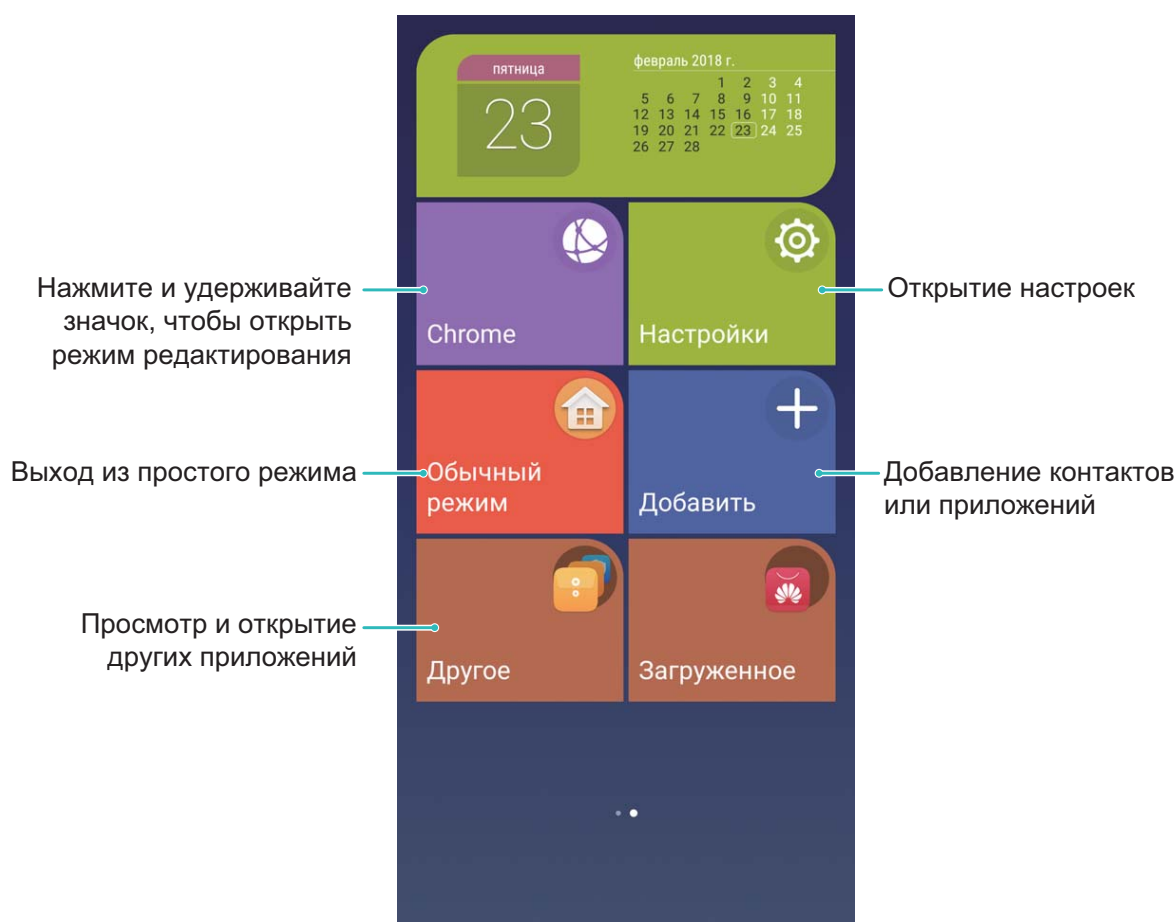 пятница
23
февраль 2018 г.
1 2 3 4
5 6 7 8 9 10 11
12 13 14 15 16 17 18
19 20 21 22 23 24 25
26 27 28
Нажмите и удерживайте
значок, чтобы открыть
режим редактирования
Chrome
Настройки
Открытие настроек
Выход из простого режима
Обычный
режим
Добавить
Добавление контактов
или приложений
Просмотр и открытие
других приложений
Другое
Загруженное